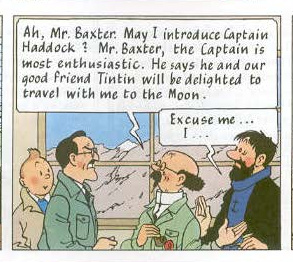 Ah, Mr. Baxter. May I introduce Captain
Haddock? Mr. Baxter, the Captain is
most enthusiastic. He says he and our
good friend Tintin will be delighted to
travel with me to the Moon.
Excuse me ...
I ...